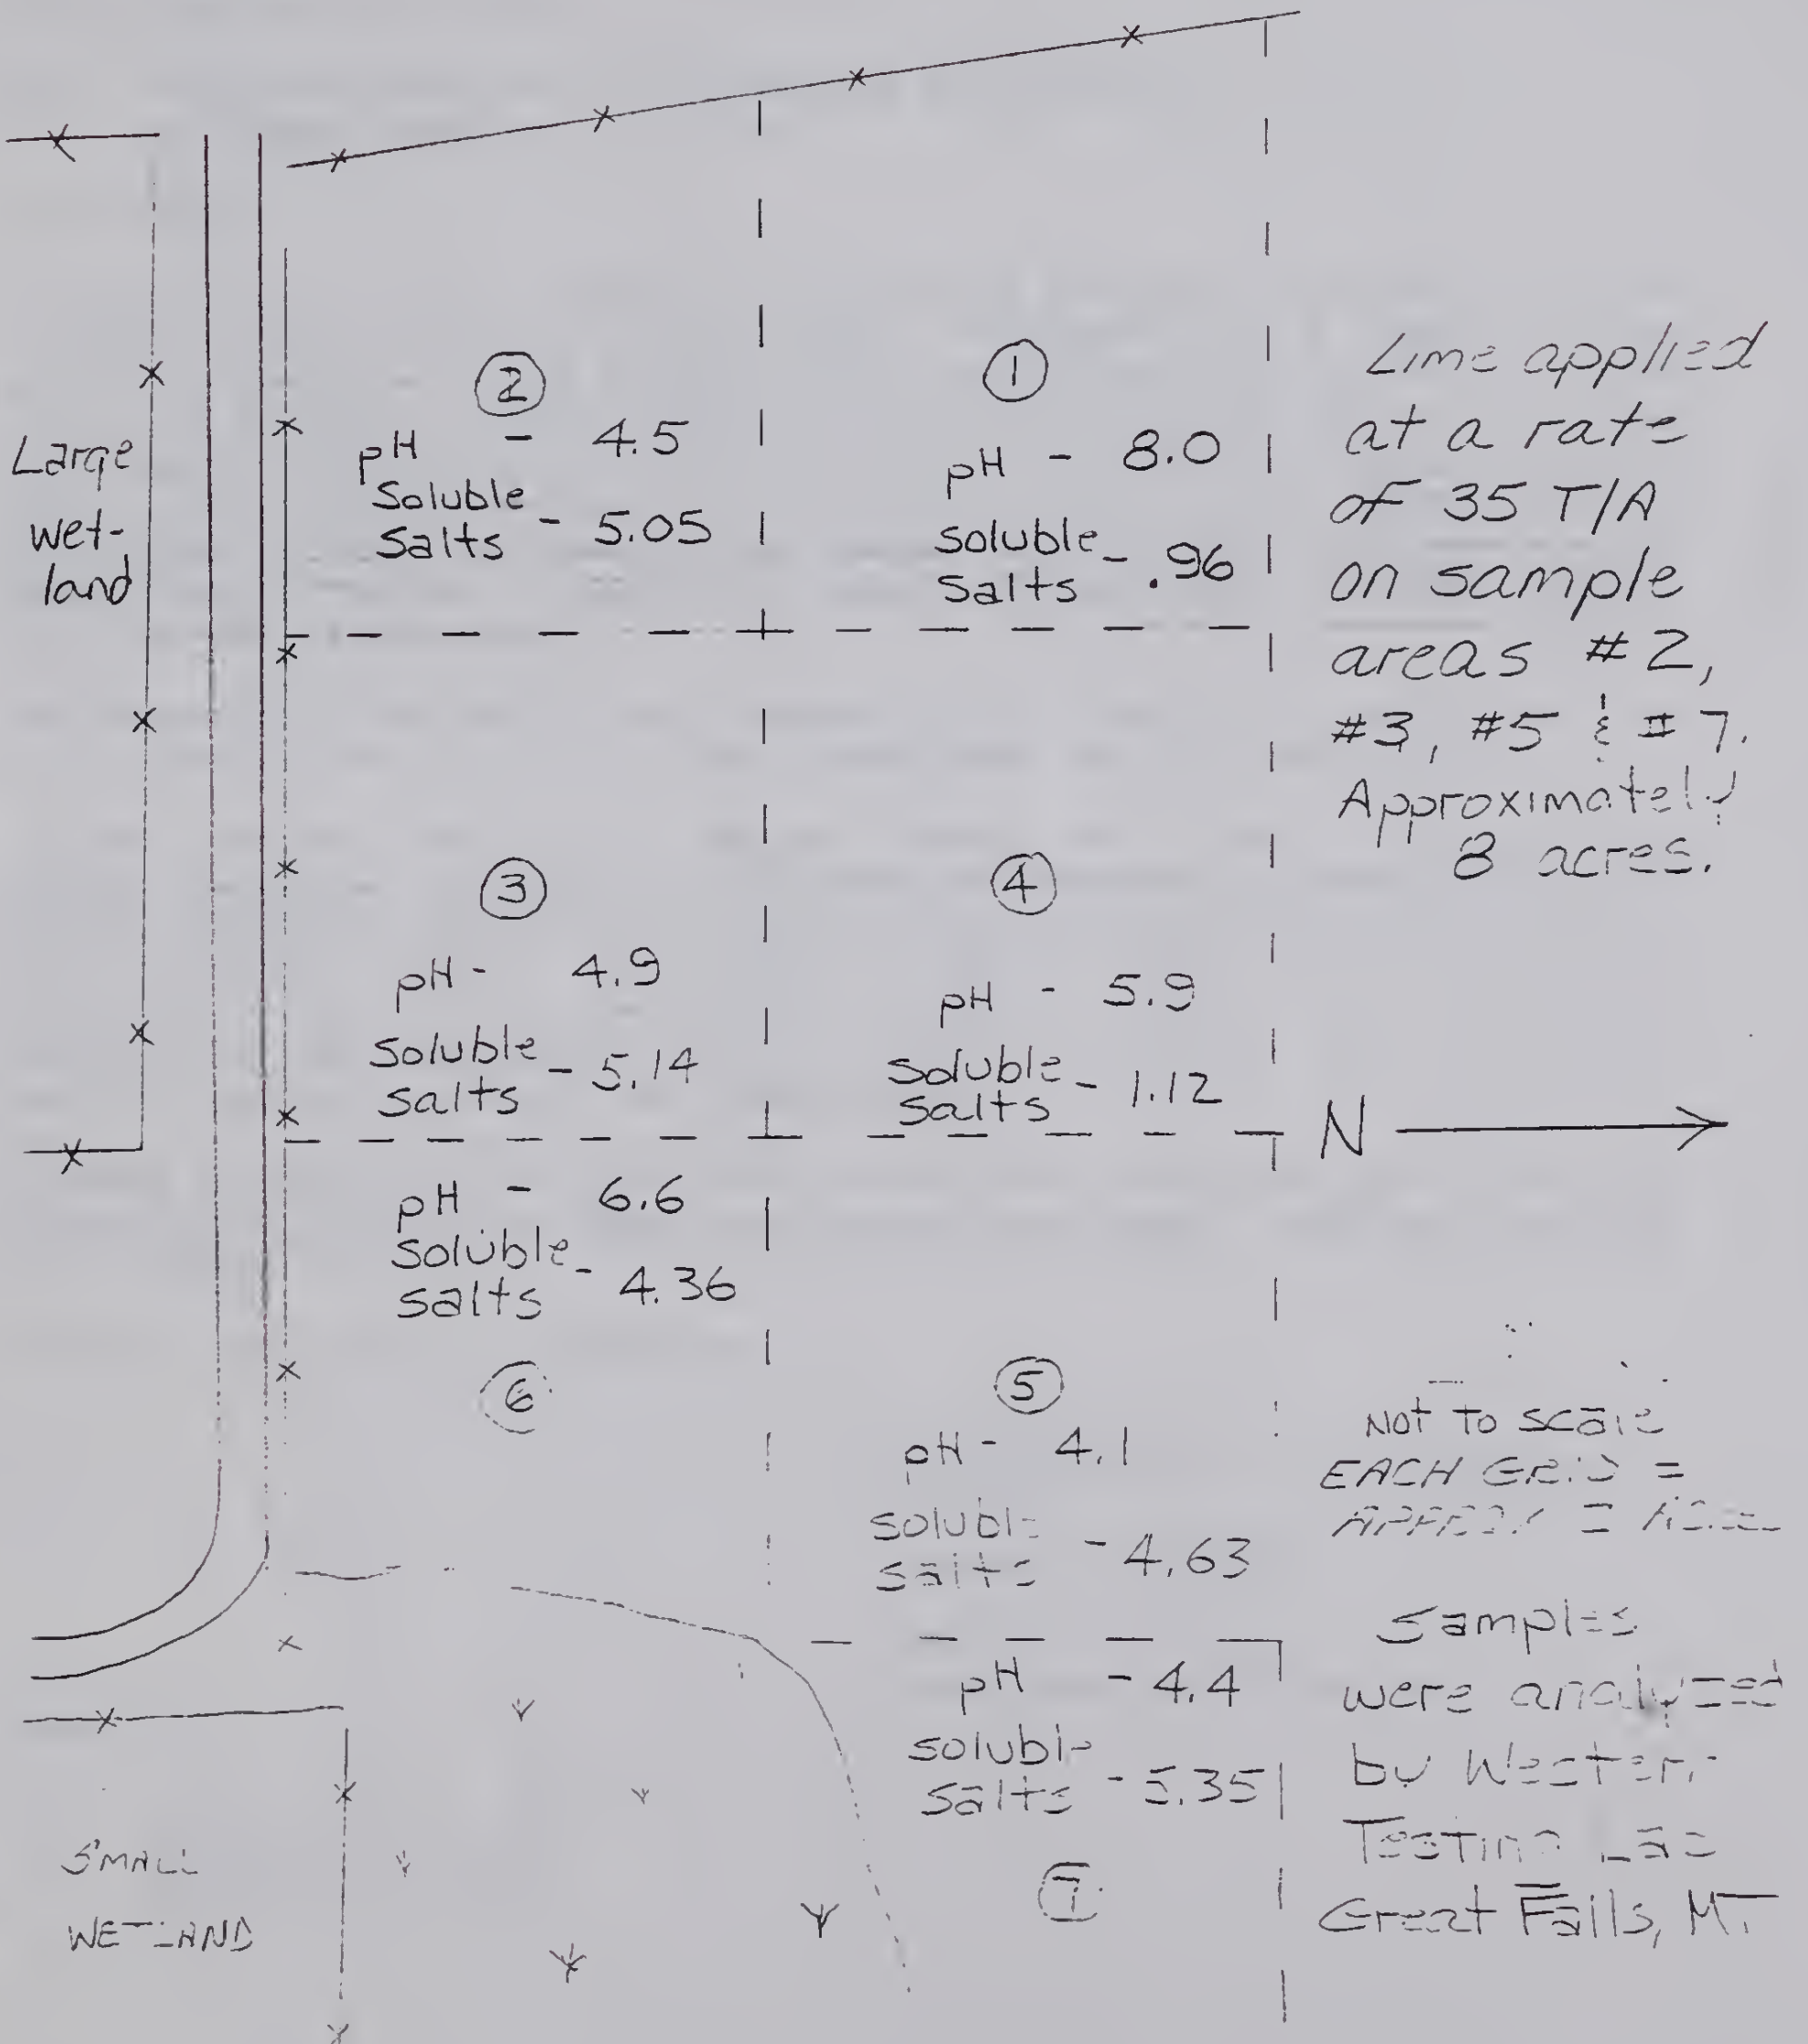 Large
wet-
land
②
pH - 4.5
Soluble
Salts - 5.05
①
pH - 8.0
Soluble
Salts - .96
Lime applied
at a rate
of 35 T/A
on sample
areas #2,
#3, #5 & #7.
Approximately
8 acres.
③
pH - 4.9
Soluble
salts - 5.14
④
pH - 5.9
Soluble
Salts - 1.12
N
pH - 6.6
Soluble
salts - 4.36
⑥
⑤
pH - 4.1
soluble
salts - 4.63
Not to scale
EACH GRID =
APPROX
pH - 4.4
soluble
salts - 5.35
⑦
Samples
were analyzed
by Western
Testing Lab
Great Falls, MT
SMALL
WETLAND